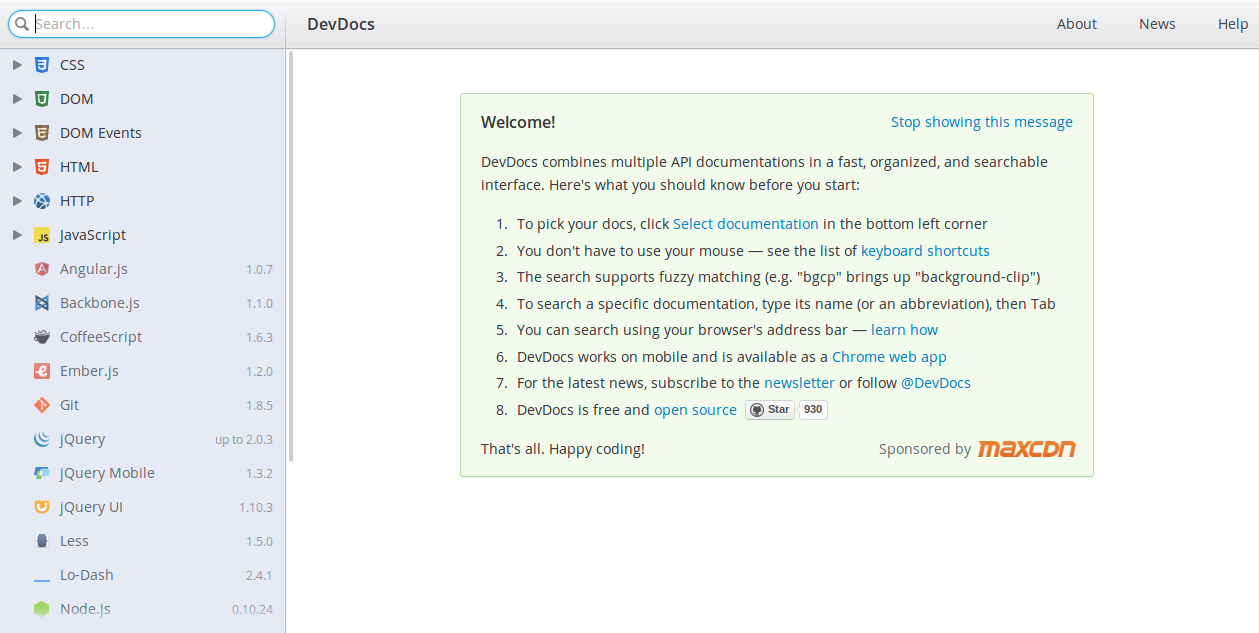 Search...
DevDocs
About
News
Help
CSS
DOM
DOM Events
HTML
HTTP
JavaScript
Angular.js 1.0.7
Backbone.js 1.1.0
CoffeeScript 1.6.3
Ember.js 1.2.0
Git 1.8.5
jQuery up to 2.0.3
jQuery Mobile 1.3.2
jQuery UI 1.10.3
Less 1.5.0
Lo-Dash 2.4.1
Node.js 0.10.24
Welcome!
Stop showing this message
DevDocs combines multiple API documentations in a fast, organized, and searchable
interface. Here's what you should know before you start:
1. To pick your docs, click Select documentation in the bottom left corner
2. You don't have to use your mouse — see the list of keyboard shortcuts
3. The search supports fuzzy matching (e.g. "bgcp" brings up "background-clip")
4. To search a specific documentation, type its name (or an abbreviation), then Tab
5. You can search using your browser's address bar — learn how
6. DevDocs works on mobile and is available as a Chrome web app
7. For the latest news, subscribe to the newsletter or follow @DevDocs
8. DevDocs is free and open source Star 930
That's all. Happy coding!
Sponsored by maxcdn